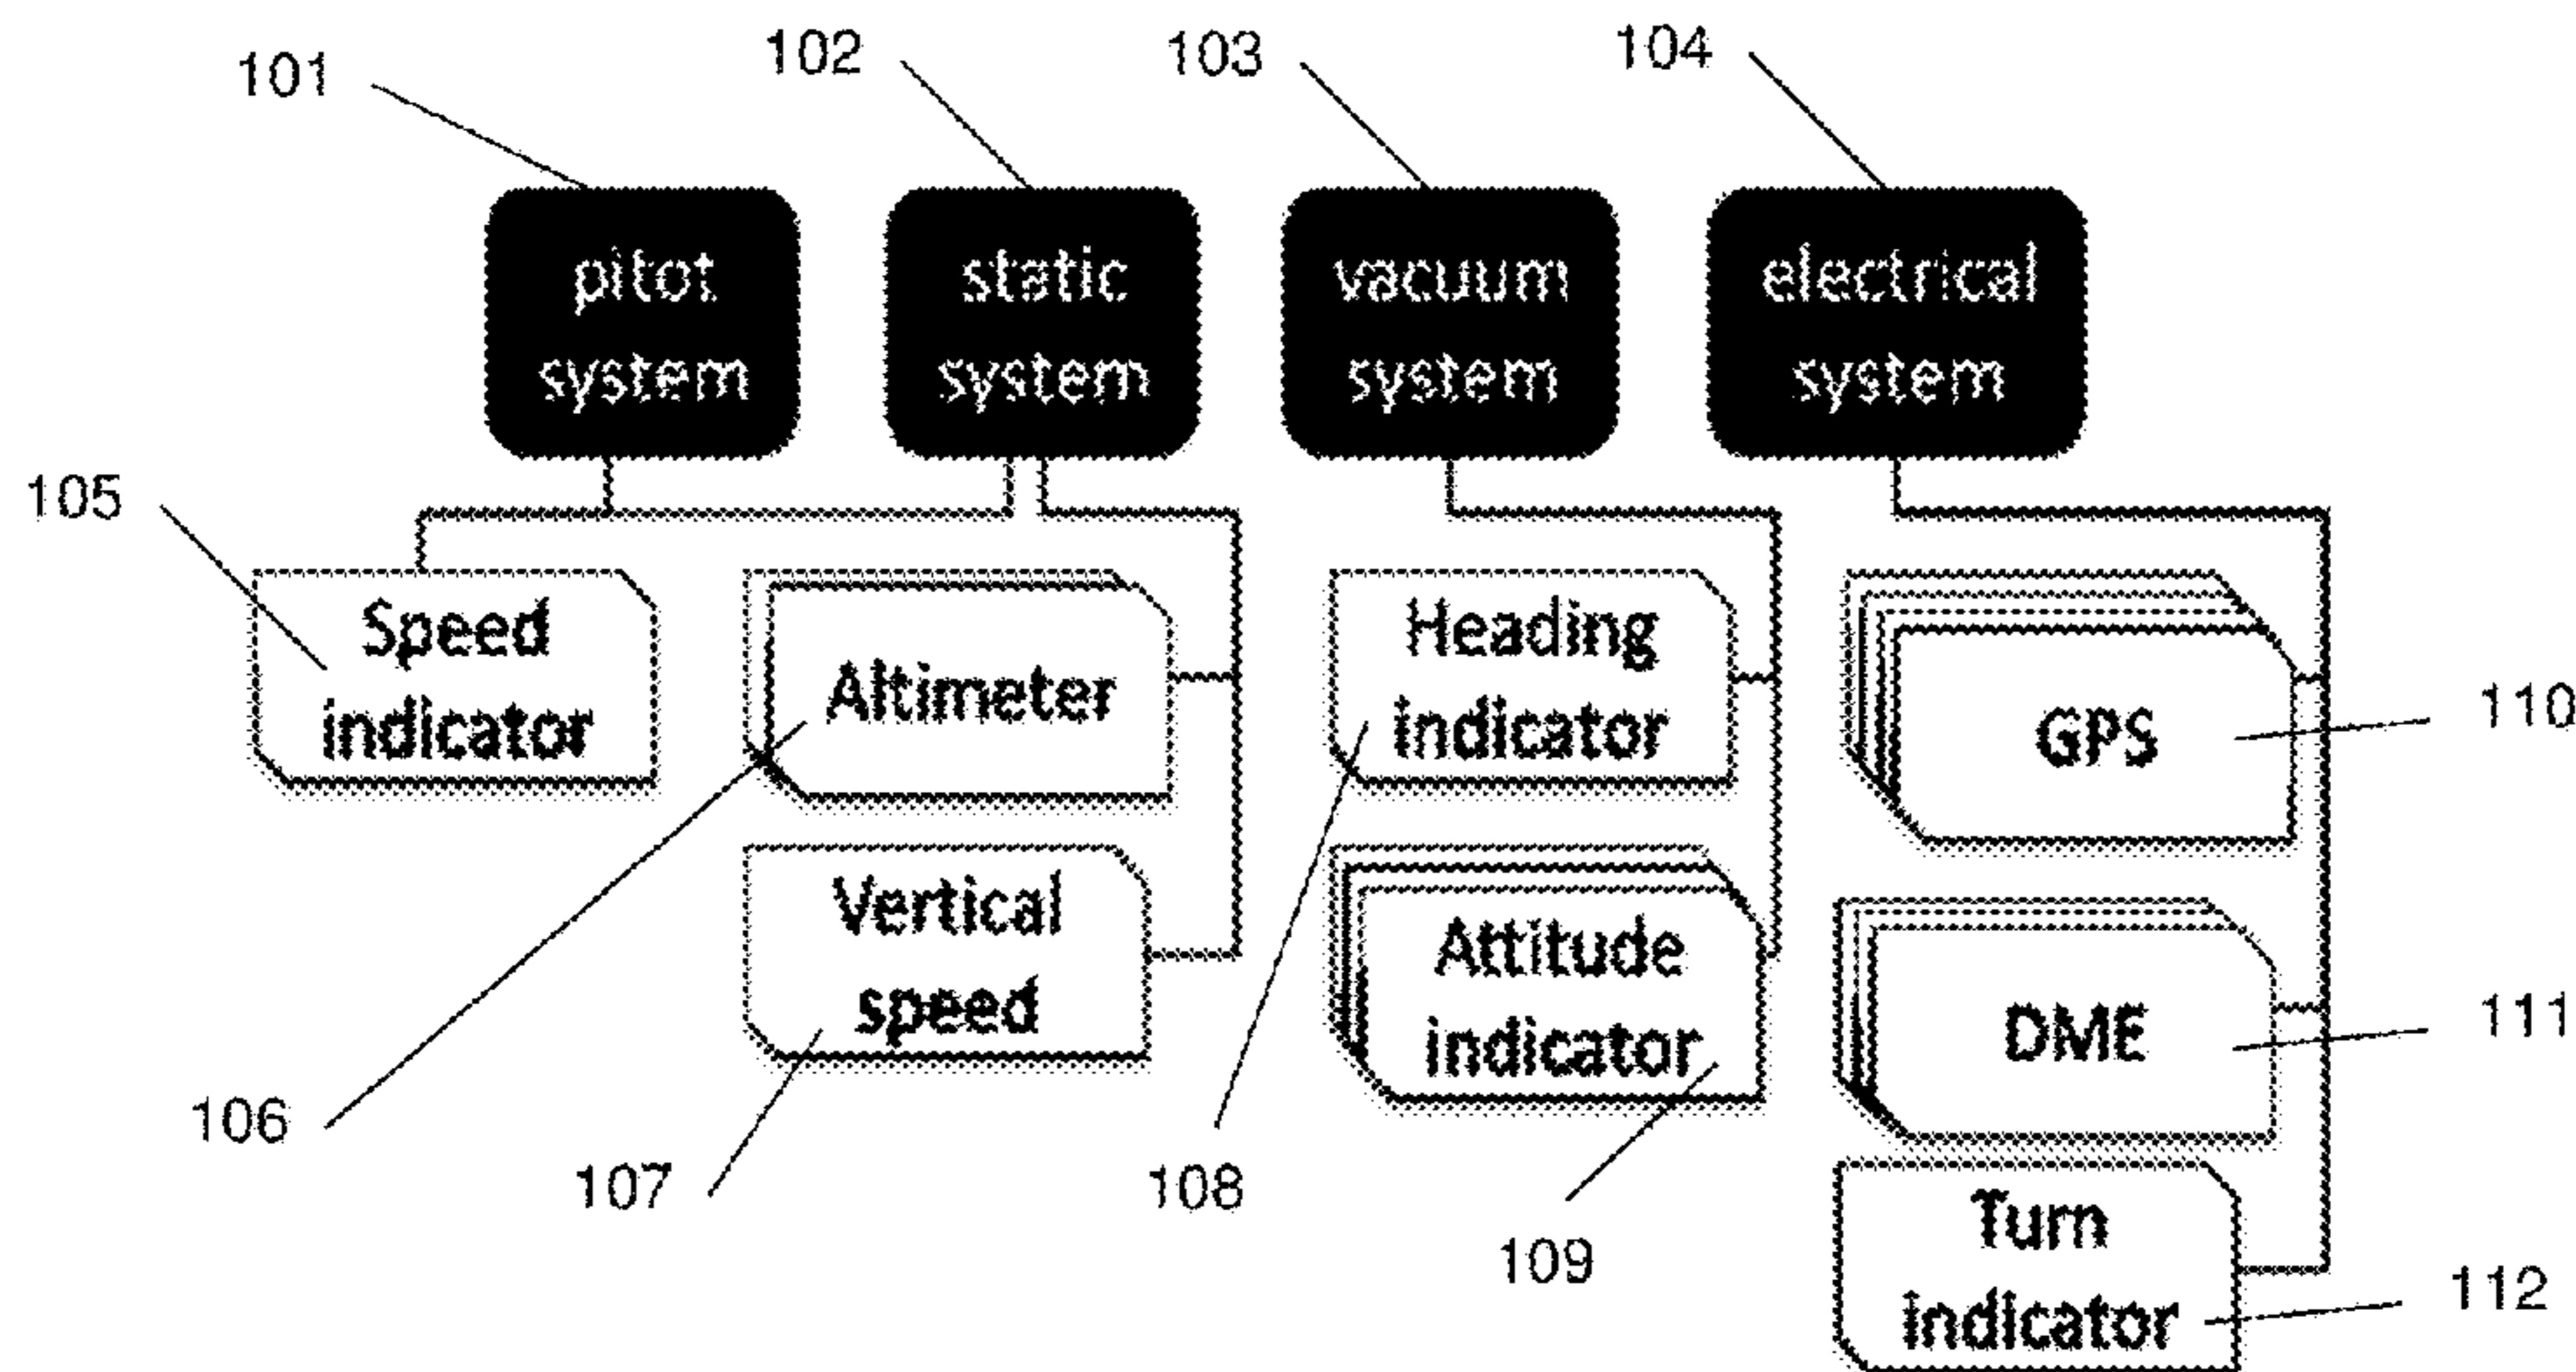 101
102
103
104
pitot
system
static
system
vacuum
system
electrical
system
105
Speed
indicator
Altimeter
Heading
indicator
GPS
110
Vertical
speed
Attitude
indicator
DME
111
106
107
108
109
Turn
indicator
112